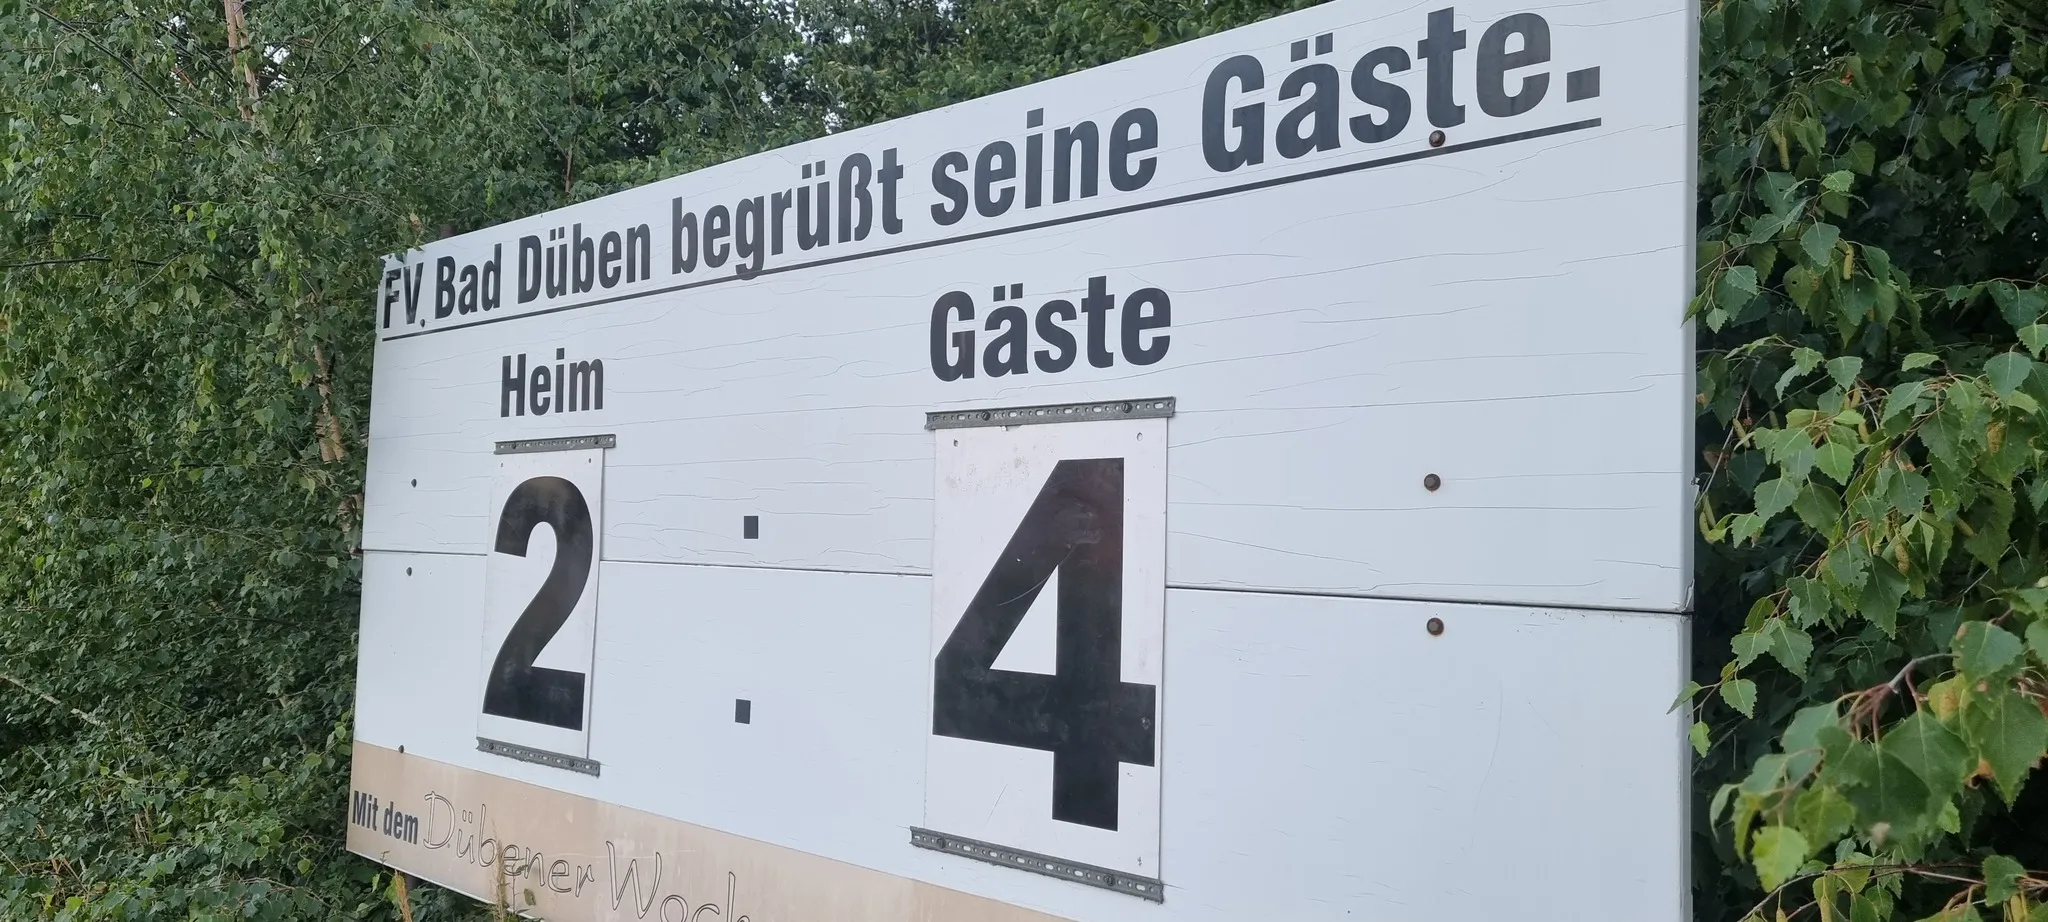 FV. Bad Düben begrüßt seine Gäste.
Heim Gäste
2 : 4
Mit dem Dübener